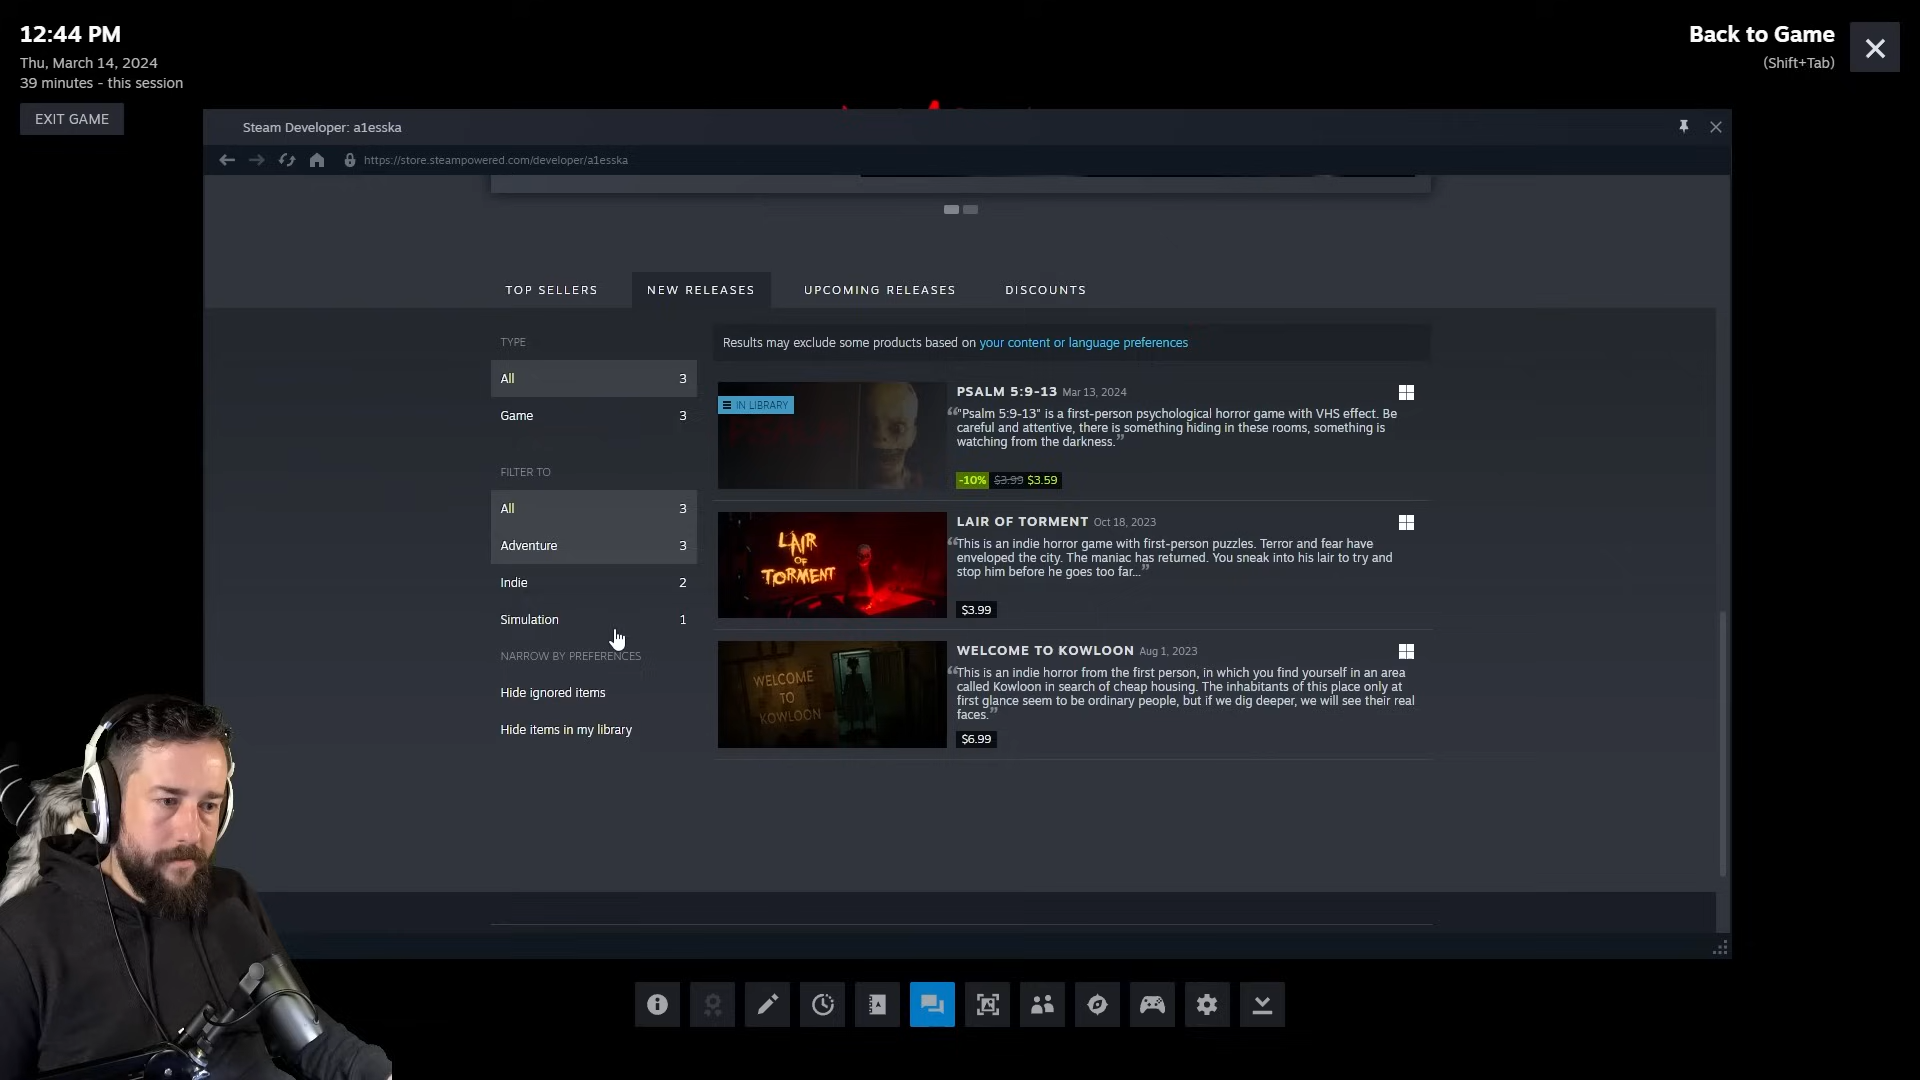 12:44 PM
Thu, March 14, 2024
39 minutes - this session
EXIT GAME
Back to Game
(Shift+Tab)
Steam Developer: a1esska
https://store.steampowered.com/developer/a1esska
TOP SELLERS
NEW RELEASES
UPCOMING RELEASES
DISCOUNTS
TYPE
All 3
Game 3
FILTER TO
All 3
Adventure 3
Indie 2
Simulation 1
NARROW BY PREFERENCES
Hide ignored items
Hide items in my library
Results may exclude some products based on your content or language preferences
IN LIBRARY
PSALM
PSALM 5:9-13 Mar 13, 2024
“"Psalm 5:9-13" is a first-person psychological horror game with VHS effect. Be
careful and attentive, there is something hiding in these rooms, something is
watching from the darkness.”
-10% $3.99 $3.59
LAIR
OF
TORMENT
LAIR OF TORMENT Oct 18, 2023
“This is an indie horror game with first-person puzzles. Terror and fear have
enveloped the city. The maniac has returned. You sneak into his lair to try and
stop him before he goes too far...”
$3.99
WELCOME
TO
KOWLOON
WELCOME TO KOWLOON Aug 1, 2023
“This is an indie horror from the first person, in which you find yourself in an area
called Kowloon in search of cheap housing. The inhabitants of this place only at
first glance seem to be ordinary people, but if we dig deeper, we will see their real
faces.”
$6.99